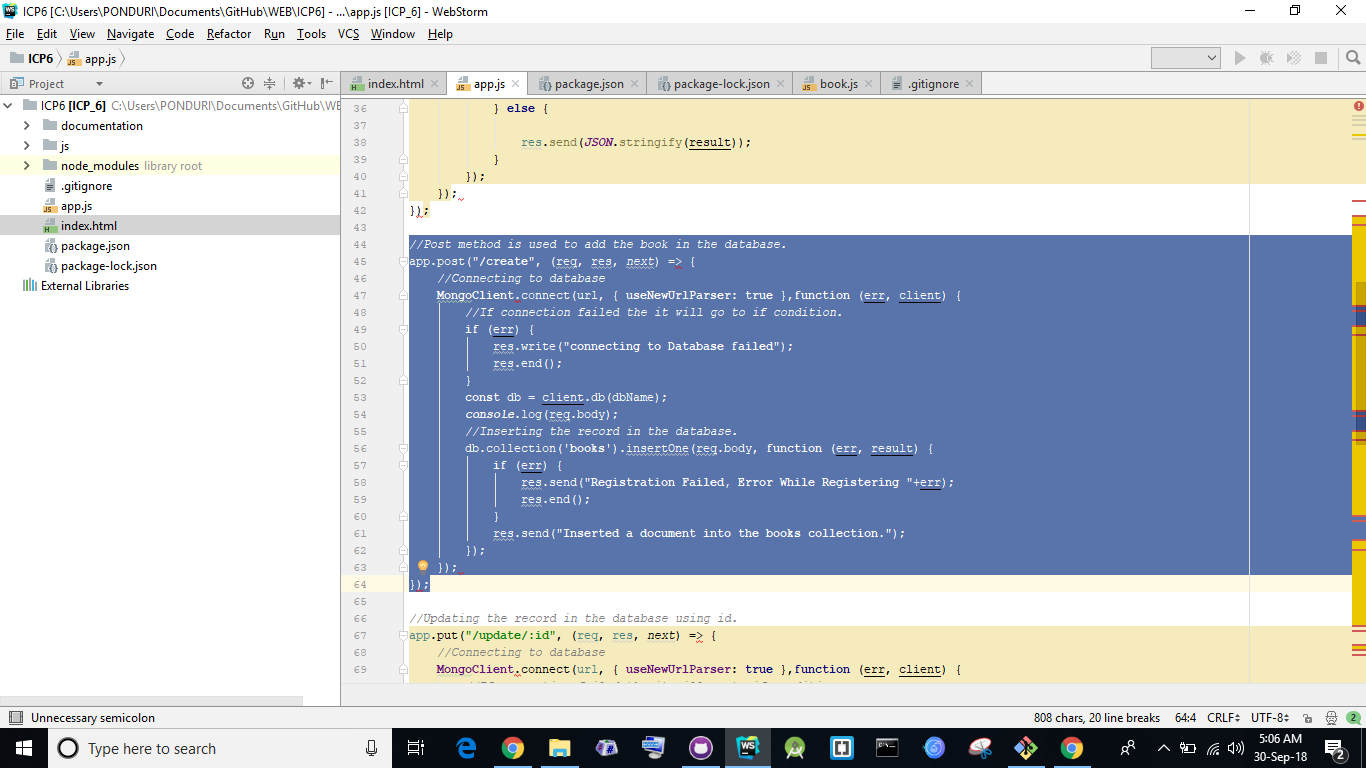 ICP6 [C:\Users\PONDURI\Documents\GitHub\WEB\ICP6] - ...\app.js [ICP_6] - WebStorm
File Edit View Navigate Code Refactor Run Tools VCS Window Help
ICP6 app.js
Project
index.html app.js package.json package-lock.json book.js .gitignore
ICP6 [ICP_6] C:\Users\PONDURI\Documents\GitHub\WE
documentation
js
node_modules library root
.gitignore
app.js
index.html
package.json
package-lock.json
External Libraries
36 } else {
37
38 res.send(JSON.stringify(result));
39 }
40 });
41 });
42 });
43
44 //Post method is used to add the book in the database.
45 app.post("/create", (req, res, next) => {
46 //Connecting to database
47 MongoClient.connect(url, { useNewUrlParser: true },function (err, client) {
48 //If connection failed the it will go to if condition.
49 if (err) {
50 res.write("connecting to Database failed");
51 res.end();
52 }
53 const db = client.db(dbName);
54 console.log(req.body);
55 //Inserting the record in the database.
56 db.collection('books').insertOne(req.body, function (err, result) {
57 if (err) {
58 res.send("Registration Failed, Error While Registering "+err);
59 res.end();
60 }
61 res.send("Inserted a document into the books collection.");
62 });
63 });
64 });
65
66 //Updating the record in the database using id.
67 app.put("/update/:id", (req, res, next) => {
68 //Connecting to database
69 MongoClient.connect(url, { useNewUrlParser: true },function (err, client) {
Unnecessary semicolon 808 chars, 20 line breaks 64:4 CRLF UTF-8 2
Type here to search
5:06 AM
30-Sep-18
2